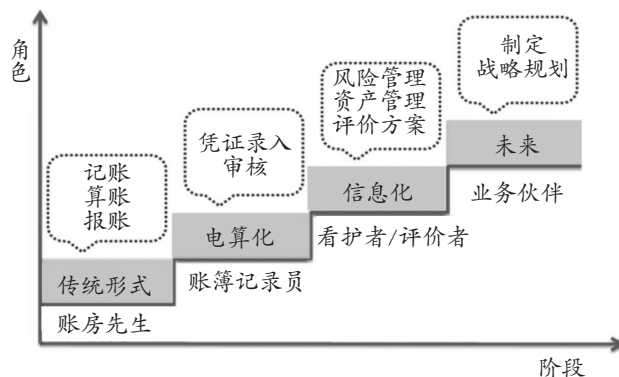 角色
制定
战略规划
风险管理
资产管理
评价方案
凭证录入
审核
记账
算账
报账
未来
信息化
业务伙伴
电算化
看护者/评价者
传统形式
账簿记录员
账房先生
阶段